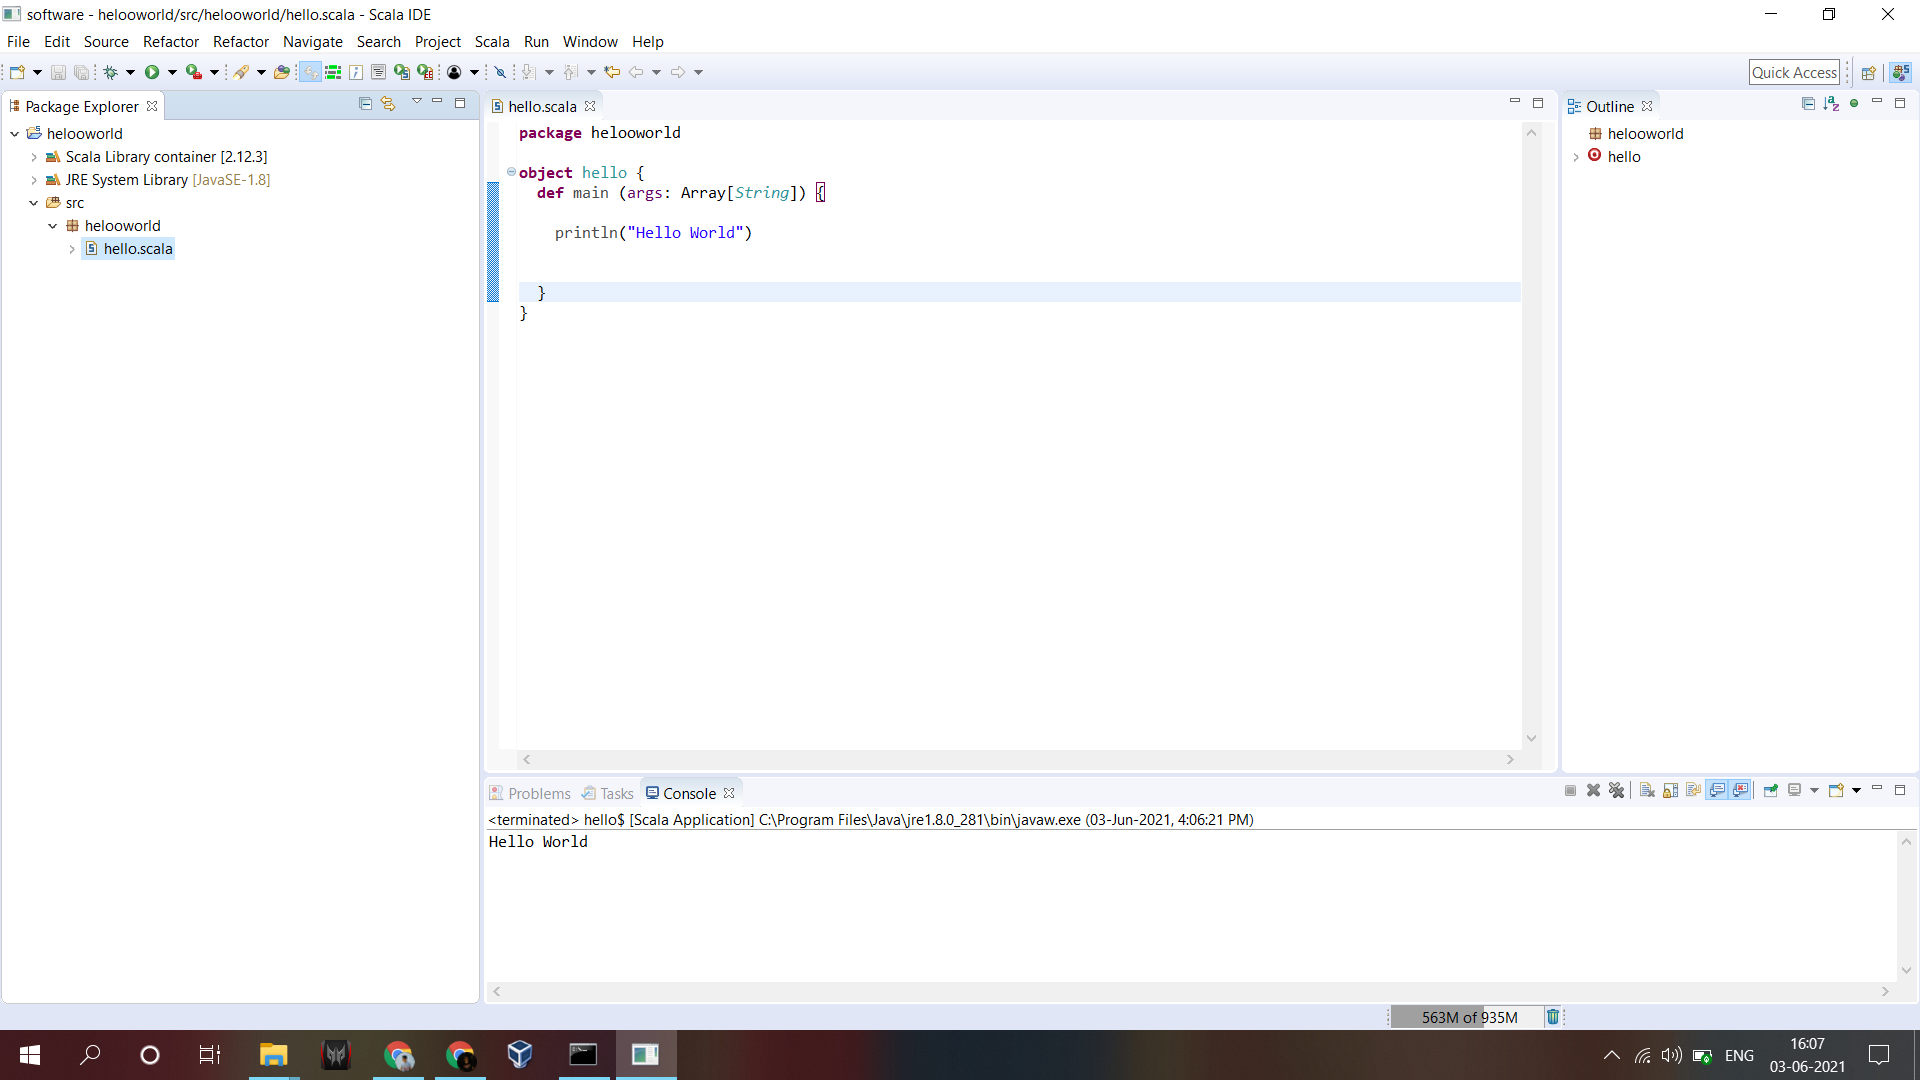 software - helooworld/src/helooworld/hello.scala - Scala IDE
File Edit Source Refactor Refactor Navigate Search Project Scala Run Window Help
Quick Access
Package Explorer
helooworld
Scala Library container [2.12.3]
JRE System Library [JavaSE-1.8]
src
helooworld
hello.scala
hello.scala
package helooworld
object hello {
def main (args: Array[String]) {
println("Hello World")
}
}
Outline
helooworld
hello
Problems Tasks Console
<terminated> hello$ [Scala Application] C:\Program Files\Java\jre1.8.0_281\bin\javaw.exe (03-Jun-2021, 4:06:21 PM)
Hello World
563M of 935M
ENG
16:07
03-06-2021